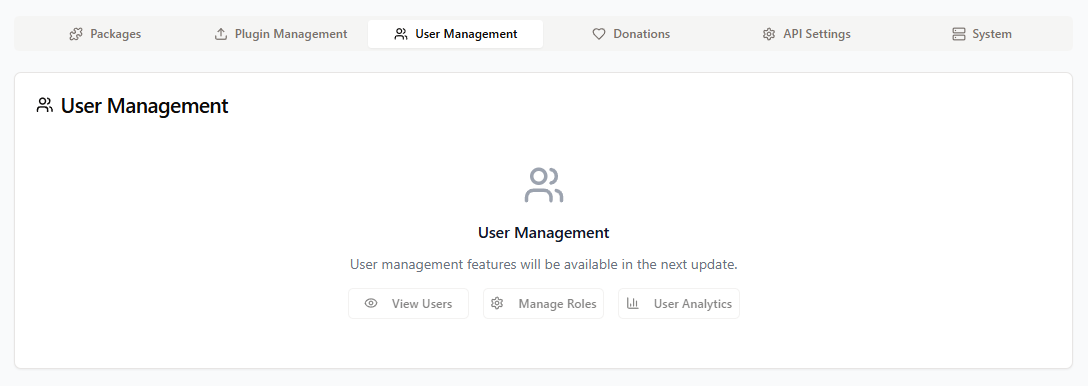 Packages Plugin Management User Management Donations API Settings System
User Management
User Management
User management features will be available in the next update.
View Users Manage Roles User Analytics